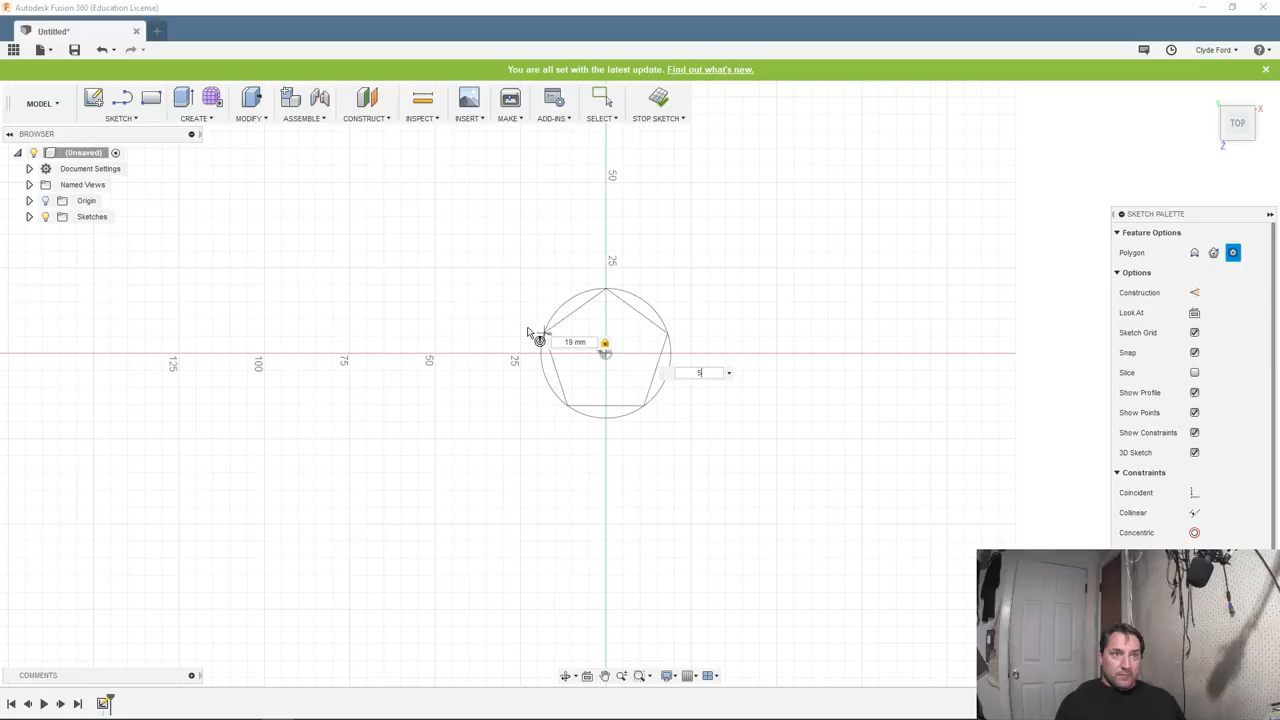 Autodesk Fusion 360 (Education License)
Untitled*
Clyde Ford
You are all set with the latest update. Find out what's new.
MODEL
SKETCH
CREATE
MODIFY
ASSEMBLE
CONSTRUCT
INSPECT
INSERT
MAKE
ADD-INS
SELECT
STOP SKETCH
BROWSER
(Unsaved)
Document Settings
Named Views
Origin
Sketches
TOP
X
Y
Z
SKETCH PALETTE
Feature Options
Polygon
Options
Construction
Look At
Sketch Grid
Snap
Slice
Show Profile
Show Points
Show Constraints
3D Sketch
Constraints
Coincident
Collinear
Concentric
50
25
125
100
75
50
25
19 mm
5
COMMENTS